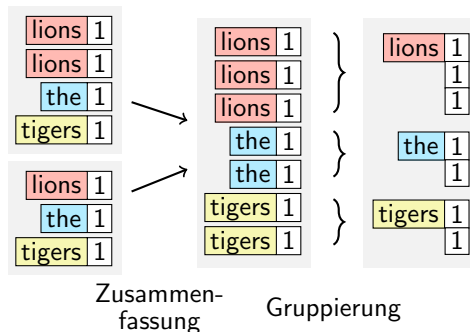 lions 1
lions 1
the 1
tigers 1
lions 1
the 1
tigers 1
lions 1
lions 1
lions 1
the 1
the 1
tigers 1
tigers 1
lions 1
1
1
the 1
1
tigers 1
1
Zusammen-
fassung
Gruppierung